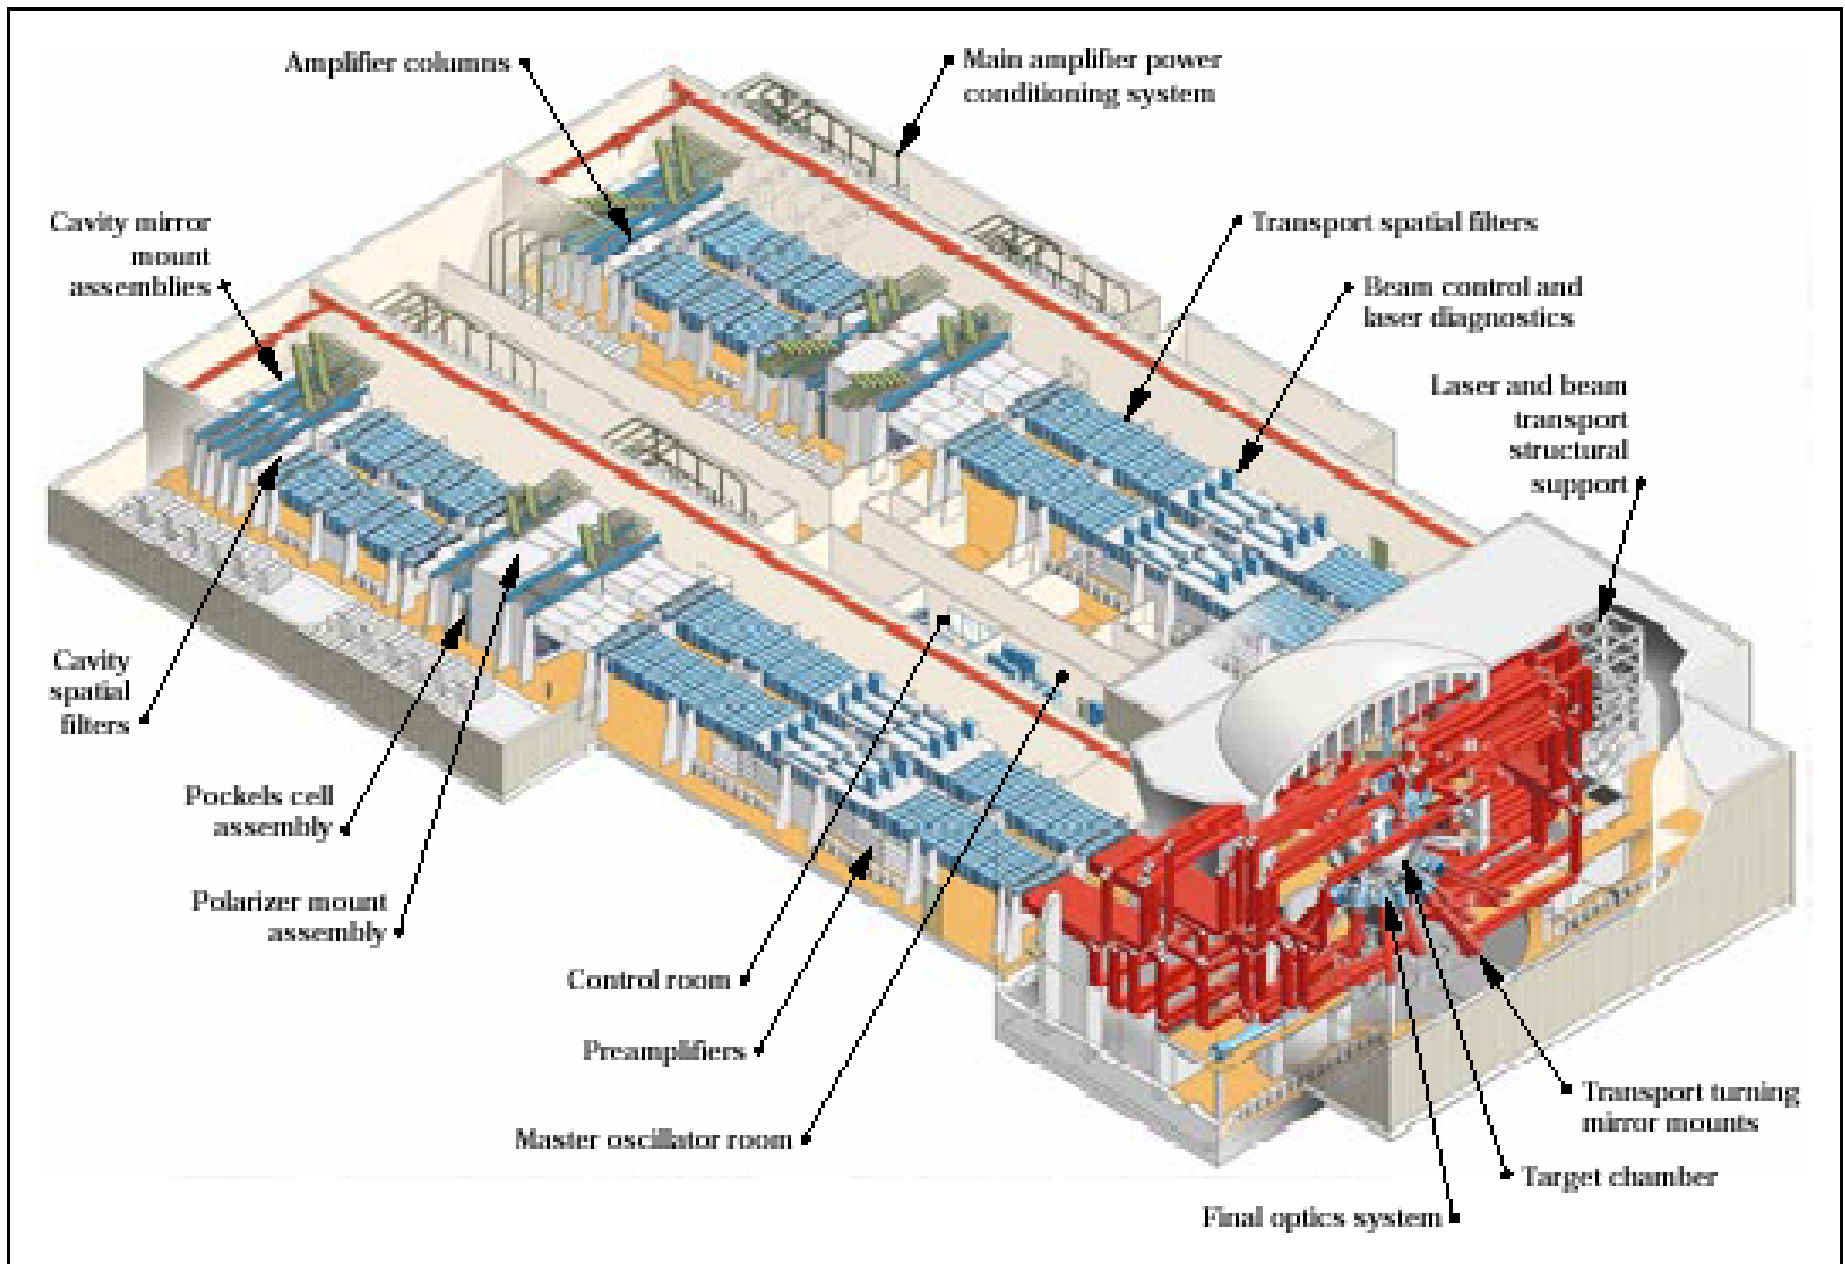 Amplifier columns
Main amplifier power
conditioning system
Cavity mirror
mount
assemblies
Transport spatial filters
Beam control and
laser diagnostics
Laser and beam
transport
structural
support
Cavity
spatial
filters
Pockels cell
assembly
Polarizer mount
assembly
Control room
Preamplifiers
Master oscillator room
Transport turning
mirror mounts
Target chamber
Final optics system